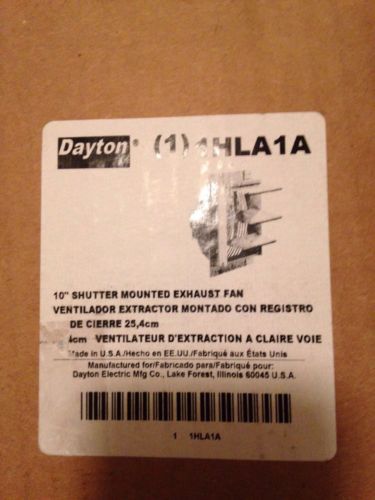 Dayton® (1) 1HLA1A
10" SHUTTER MOUNTED EXHAUST FAN
VENTILADOR EXTRACTOR MONTADO CON REGISTRO
DE CIERRE 25,4cm
4cm VENTILATEUR D'EXTRACTION A CLAIRE VOIE
Made in U.S.A./Hecho en EE.UU./Fabriqué aux États Unis
Manufactured for/Fabricado para/Fabriqué pour:
Dayton Electric Mfg Co., Lake Forest, Illinois 60045 U.S.A.
1 1HLA1A